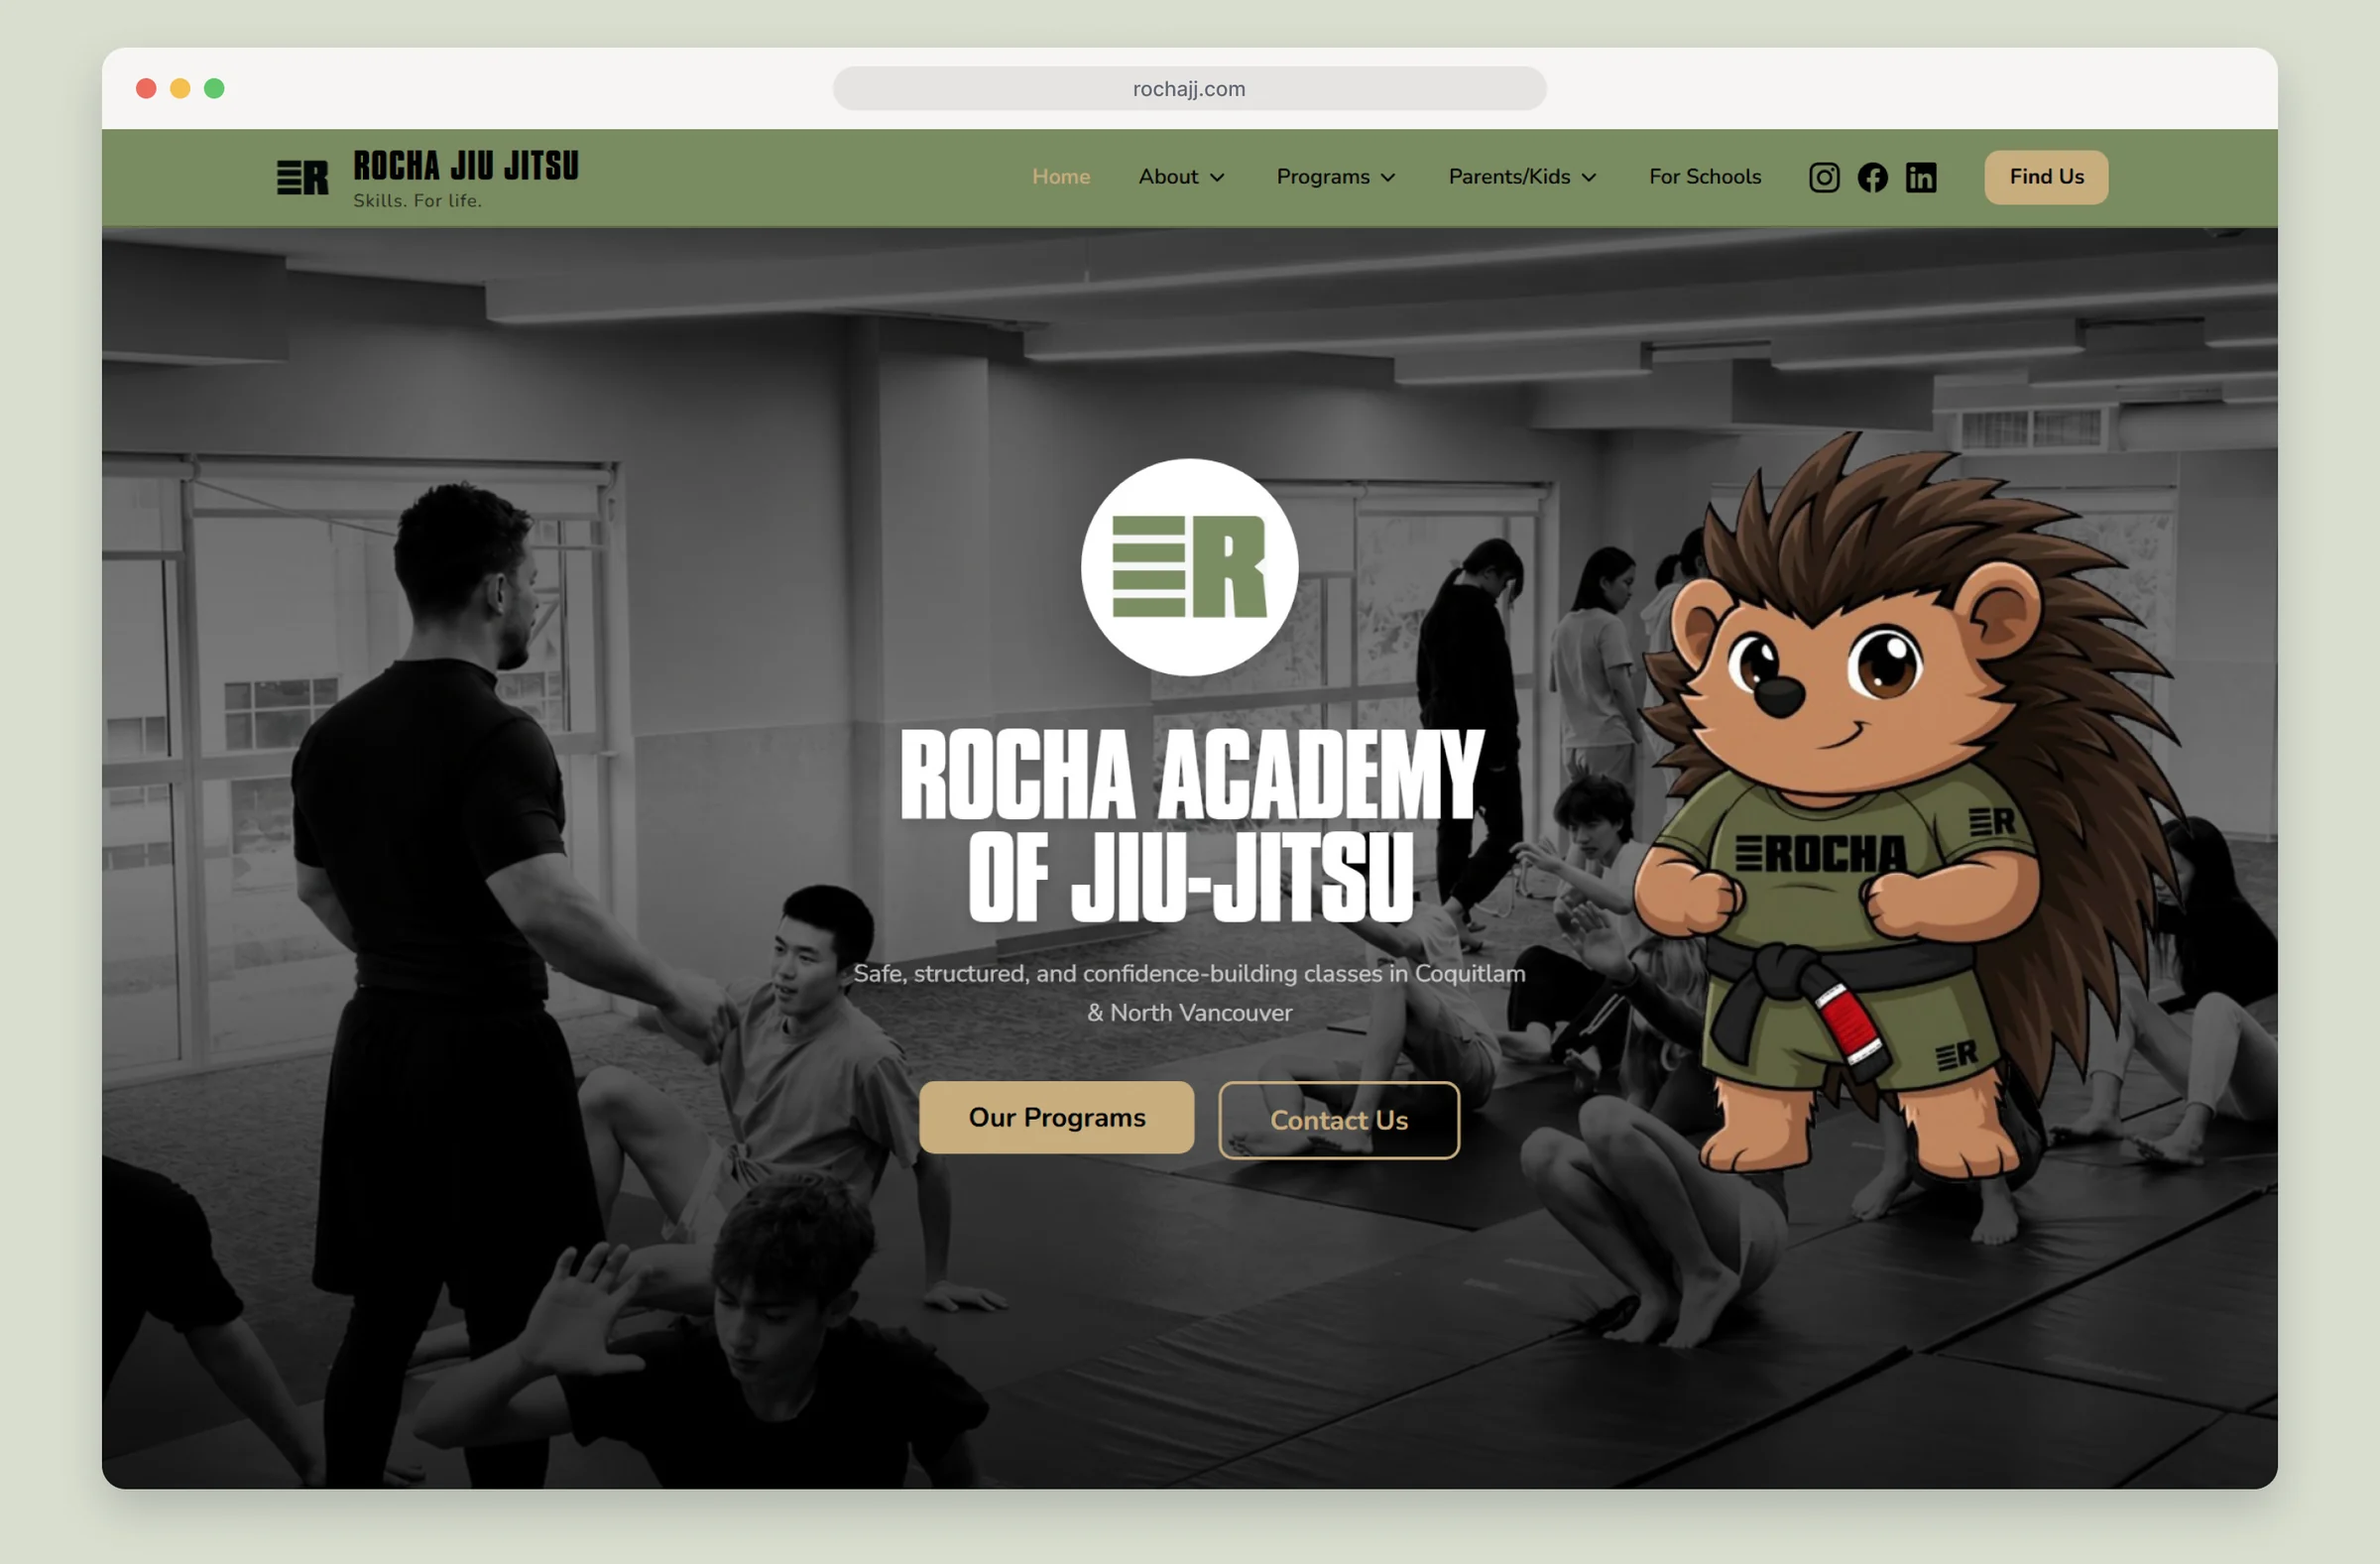 rochajj.com
R
ROCHA JIU JITSU
Skills. For life.
Home
About
Programs
Parents/Kids
For Schools
Find Us
R
ROCHA ACADEMY
OF JIU-JITSU
Safe, structured, and confidence-building classes in Coquitlam
& North Vancouver
Our Programs
Contact Us
ROCHA
R
R